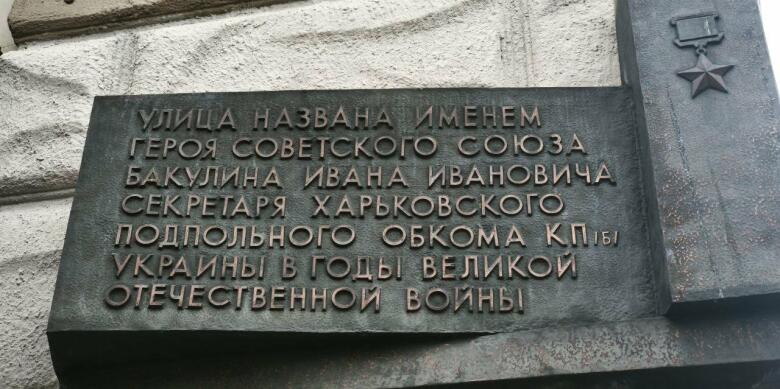 УЛИЦА НАЗВАНА ИМЕНЕМ
ГЕРОЯ СОВЕТСКОГО СОЮЗА
БАКУЛИНА ИВАНА ИВАНОВИЧА
СЕКРЕТАРЯ ХАРЬКОВСКОГО
ПОДПОЛЬНОГО ОБКОМА КП/Б/
УКРАИНЫ В ГОДЫ ВЕЛИКОЙ
ОТЕЧЕСТВЕННОЙ ВОЙНЫ